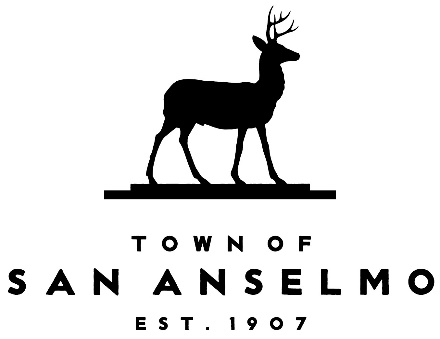 TOWN OF
SAN ANSELMO
EST. 1907